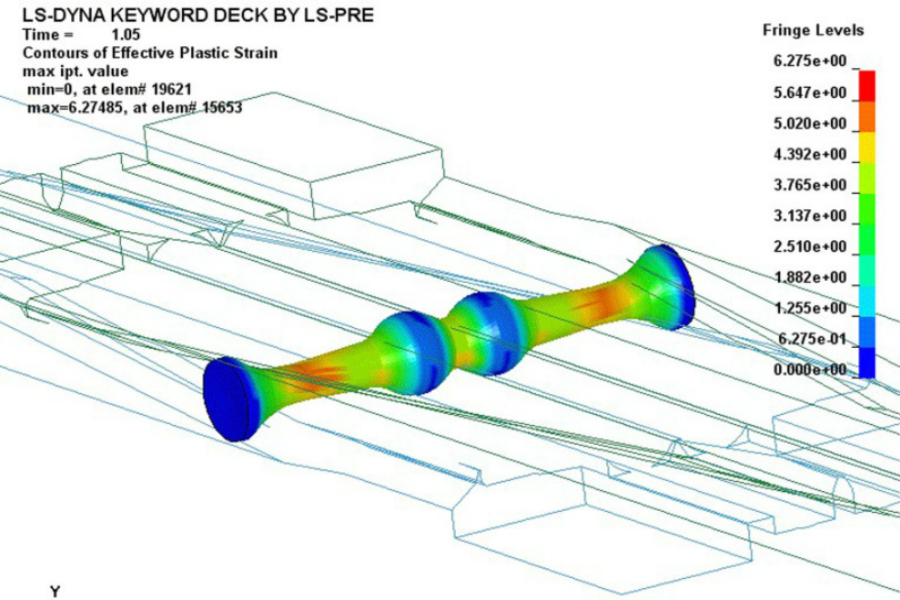 LS-DYNA KEYWORD DECK BY LS-PRE
Time = 1.05
Contours of Effective Plastic Strain
max ipt. value
min=0, at elem# 19621
max=6.27485, at elem# 15653
Fringe Levels
6.275e+00
5.647e+00
5.020e+00
4.392e+00
3.765e+00
3.137e+00
2.510e+00
1.882e+00
1.255e+00
6.275e-01
0.000e+00
Y